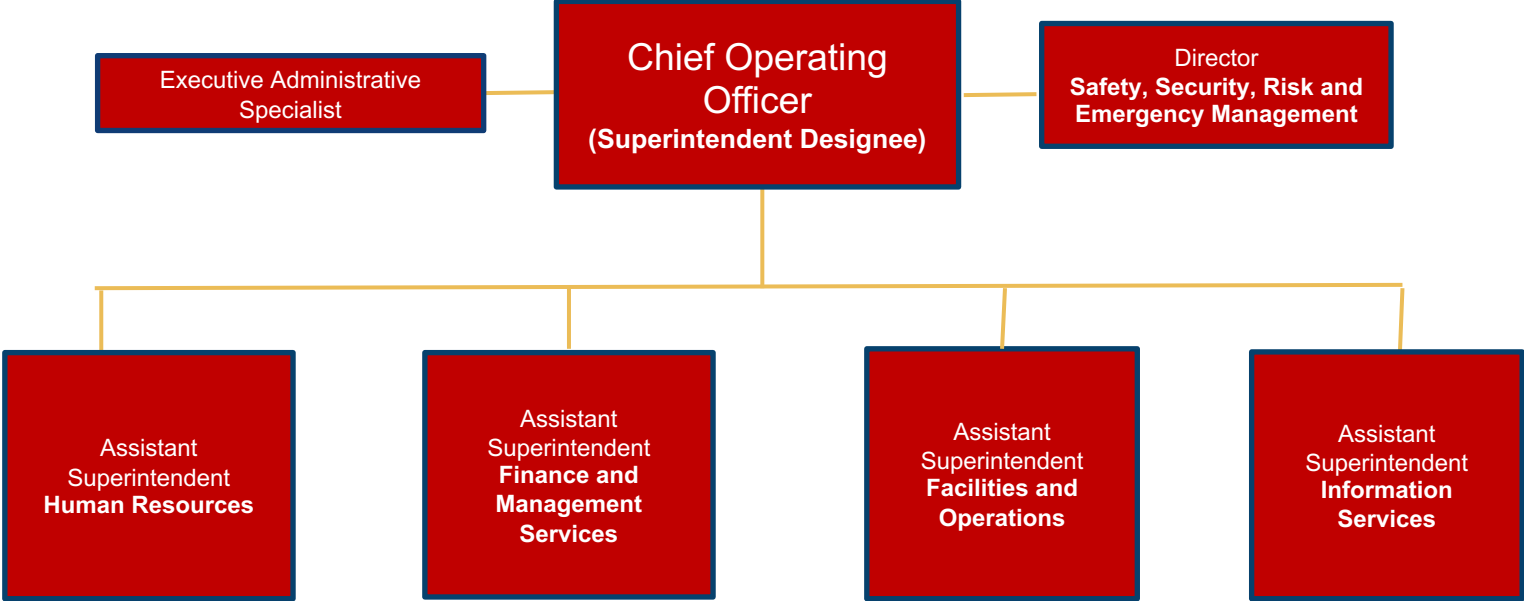 Executive Administrative
Specialist
Chief Operating
Officer
(Superintendent Designee)
Director
Safety, Security, Risk and
Emergency Management
Assistant
Superintendent
Human Resources
Assistant
Superintendent
Finance and
Management
Services
Assistant
Superintendent
Facilities and
Operations
Assistant
Superintendent
Information
Services